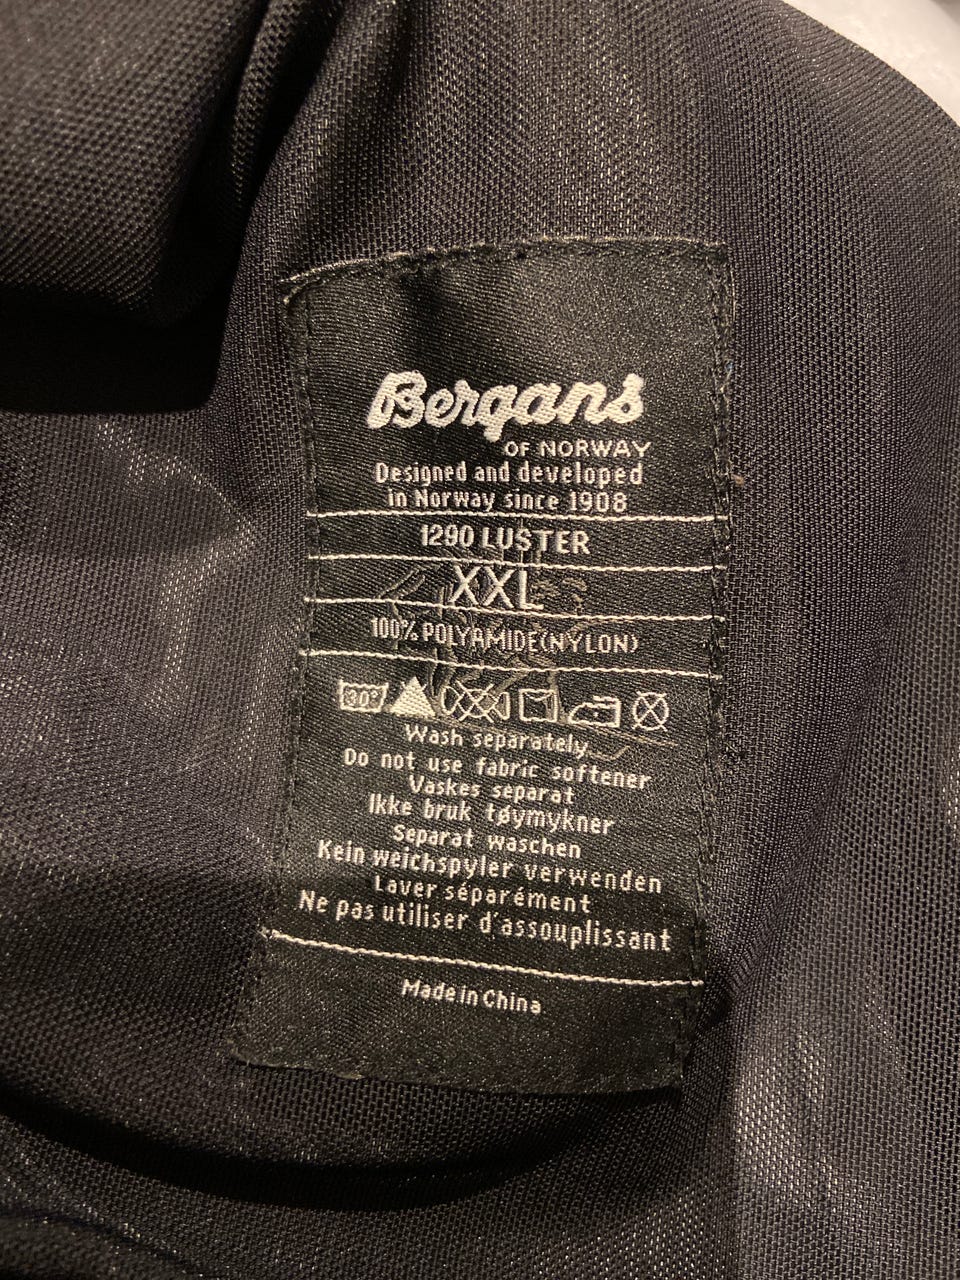 Bergans
OF NORWAY
Designed and developed
in Norway since 1908
1290 LUSTER
XXL
100% POLYAMIDE(NYLON)
30°
Wash separately
Do not use fabric softener
Vaskes separat
Ikke bruk tøymykner
Separat waschen
Kein weichspyler verwenden
Laver séparément
Ne pas utiliser d'assouplissant
Made in China